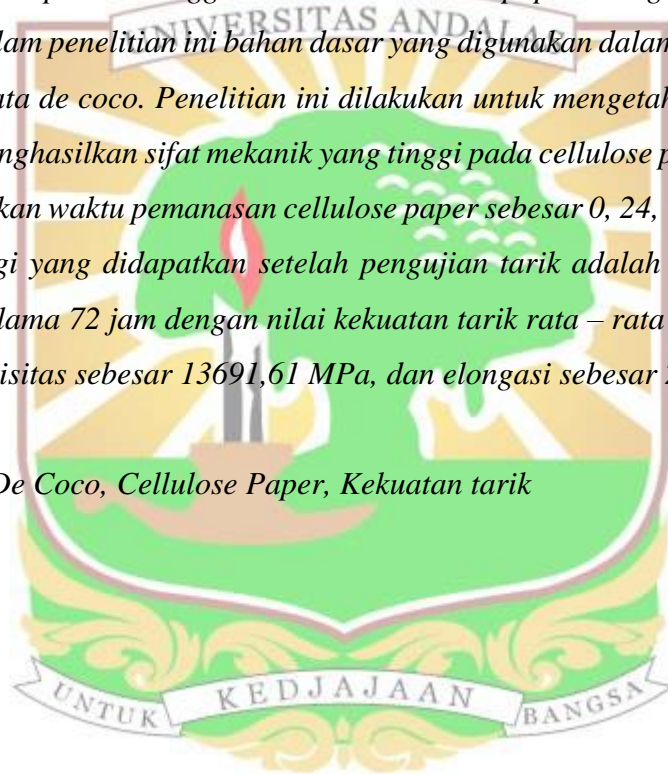 UNIVERSITAS ANDALAS
lam penelitian ini bahan dasar yang digunakan dalam
ata de coco. Penelitian ini dilakukan untuk mengetah
nghasilkan sifat mekanik yang tinggi pada cellulose p
kan waktu pemanasan cellulose paper sebesar 0, 24,
gi yang didapatkan setelah pengujian tarik adalah
lama 72 jam dengan nilai kekuatan tarik rata – rata
isitas sebesar 13691,61 MPa, dan elongasi sebesar
De Coco, Cellulose Paper, Kekuatan tarik
UNTUK KEDJAJAAN BANGSA